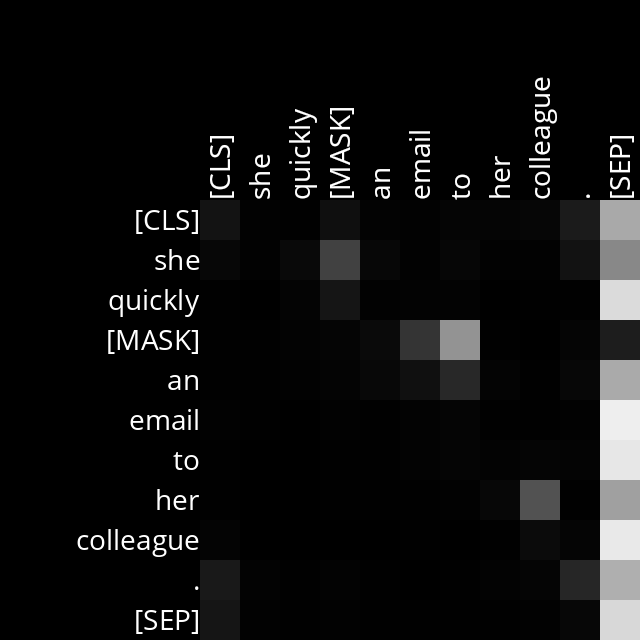 [CLS]
she
quickly
[MASK]
an
email
to
her
colleague
.
[SEP]
[CLS]
she
quickly
[MASK]
an
email
to
her
colleague
.
[SEP]